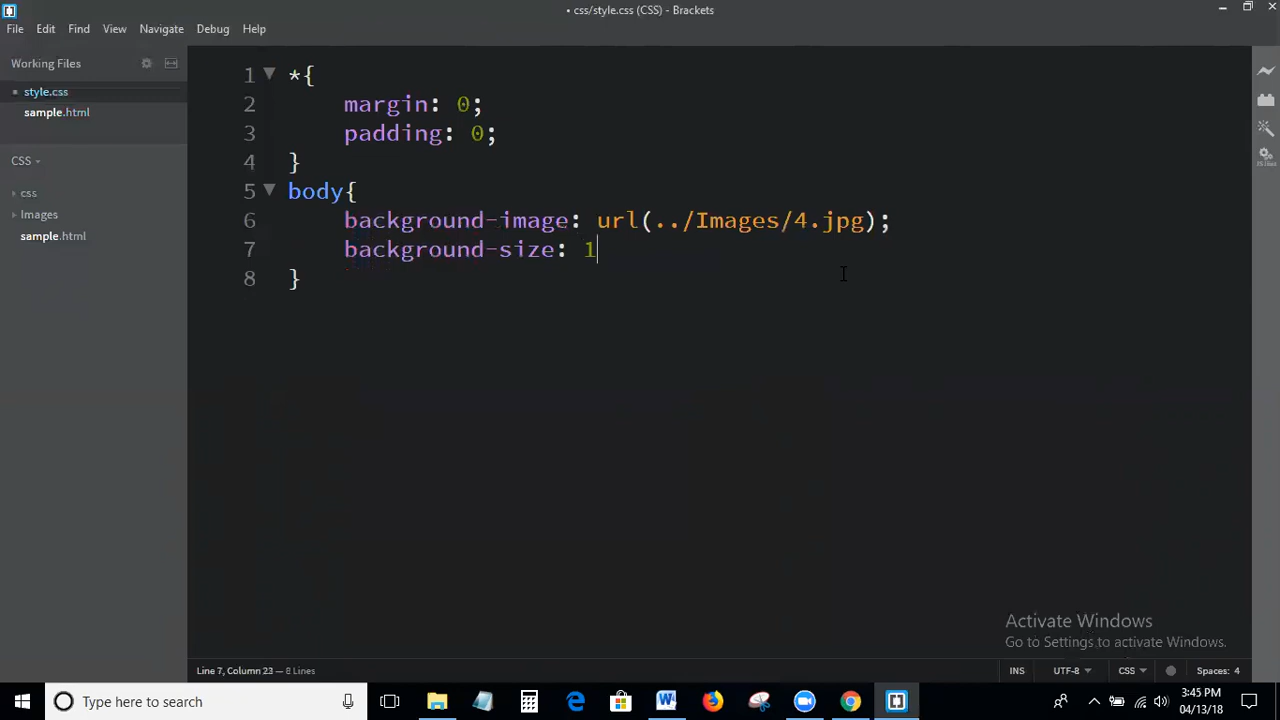 • css/style.css (CSS) - Brackets
File Edit Find View Navigate Debug Help
Working Files
style.css
sample.html
CSS
css
Images
sample.html
1 *{
2 margin: 0;
3 padding: 0;
4 }
5 body{
6 background-image: url(../Images/4.jpg);
7 background-size: 1
8 }
Activate Windows
Go to Settings to activate Windows.
Line 7, Column 23 — 8 Lines
INS UTF-8 CSS Spaces: 4
Type here to search
3:45 PM
04/13/18